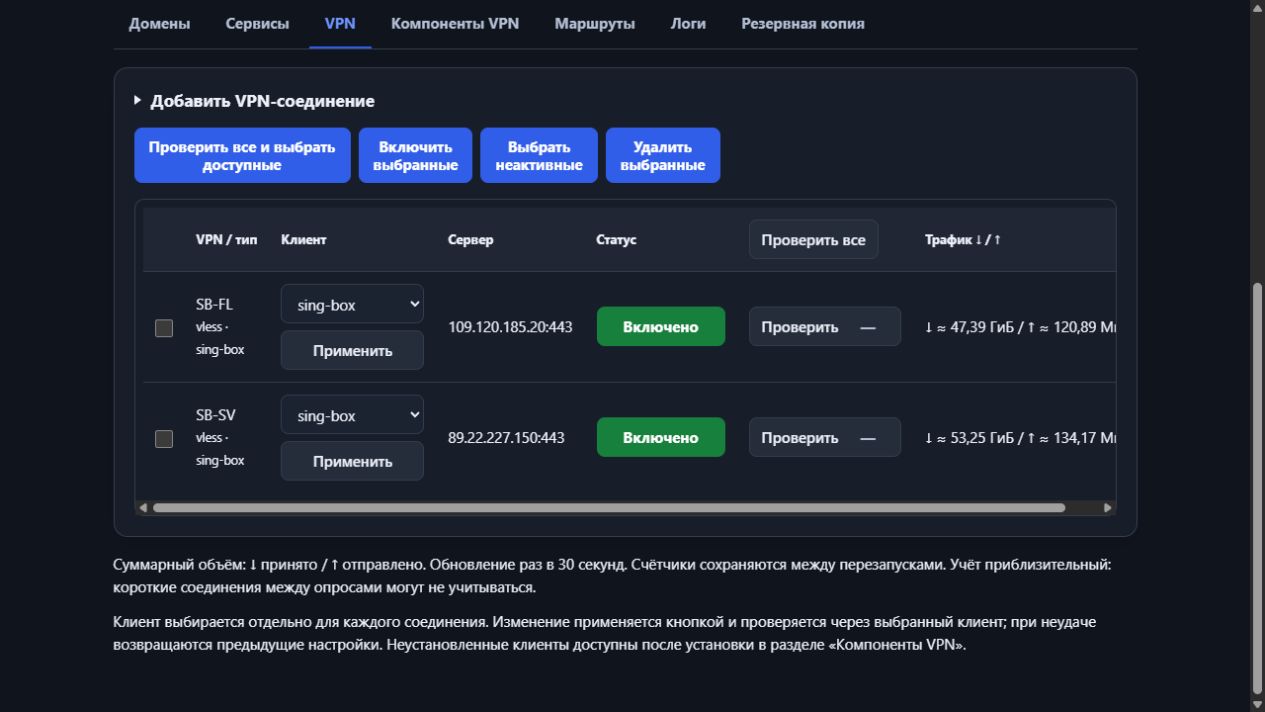 Домены Сервисы VPN Компоненты VPN Маршруты Логи Резервная копия
Добавить VPN-соединение
Проверить все и выбрать
доступные
Включить
выбранные
Выбрать
неактивные
Удалить
выбранные
VPN / тип Клиент Сервер Статус Проверить все Трафик ↓ / ↑
SB-FL
vless ·
sing-box
sing-box
Применить
109.120.185.20:443
Включено
Проверить —
↓ ≈ 47,39 ГиБ / ↑ ≈ 120,89
SB-SV
vless ·
sing-box
sing-box
Применить
89.22.227.150:443
Включено
Проверить —
↓ ≈ 53,25 ГиБ / ↑ ≈ 134,17
Суммарный объём: ↓ принято / ↑ отправлено. Обновление раз в 30 секунд. Счётчики сохраняются между перезапусками. Учёт приблизительный:
короткие соединения между опросами могут не учитываться.
Клиент выбирается отдельно для каждого соединения. Изменение применяется кнопкой и проверяется через выбранный клиент; при неудаче
возвращаются предыдущие настройки. Неустановленные клиенты доступны после установки в разделе «Компоненты VPN».